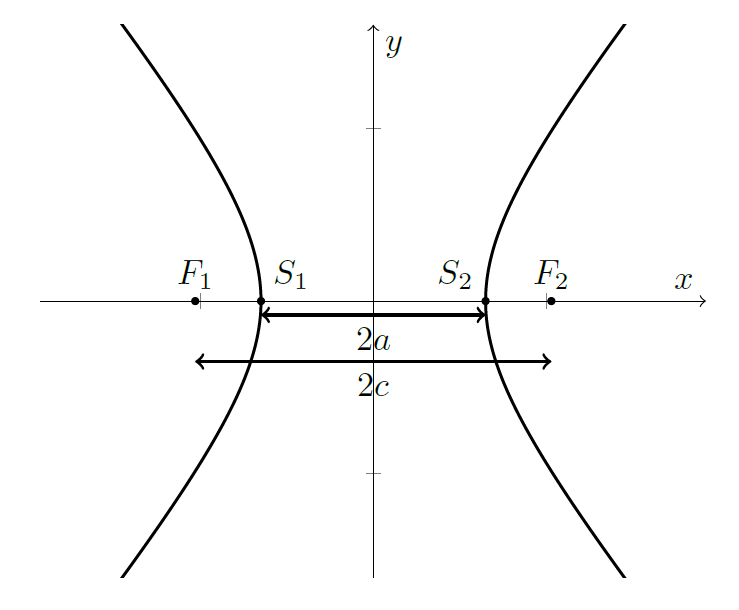 y
F₁ S₁ S₂ F₂ x
2a
2c